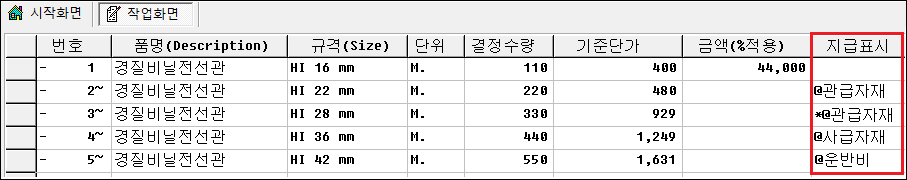 시작화면 작업화면
번호 품명(Description) 규격(Size) 단위 결정수량 기준단가 금액(%적용) 지급표시
- 1 경질비닐전선관 HI 16 mm M. 110 400 44,000
- 2~ 경질비닐전선관 HI 22 mm M. 220 480 @관급자재
- 3~ 경질비닐전선관 HI 28 mm M. 330 929 *@관급자재
- 4~ 경질비닐전선관 HI 36 mm M. 440 1,249 @사급자재
- 5~ 경질비닐전선관 HI 42 mm M. 550 1,631 @운반비